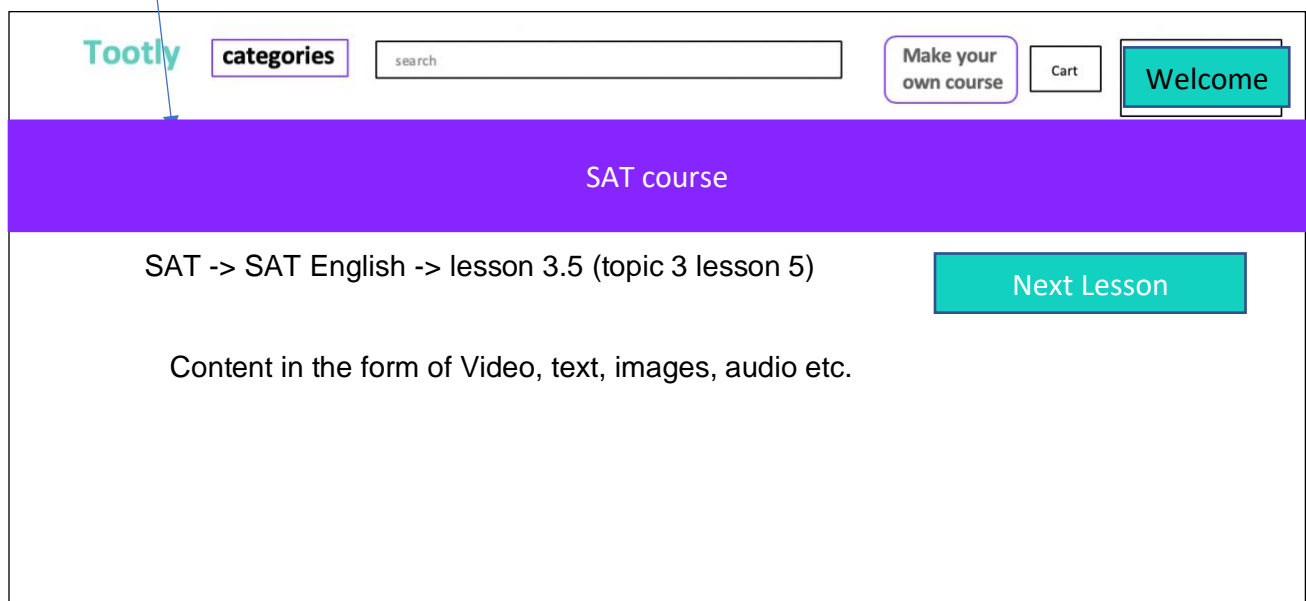 Tootly
categories
search
Make your
own course
Cart
Welcome
SAT course
SAT -> SAT English -> lesson 3.5 (topic 3 lesson 5)
Next Lesson
Content in the form of Video, text, images, audio etc.